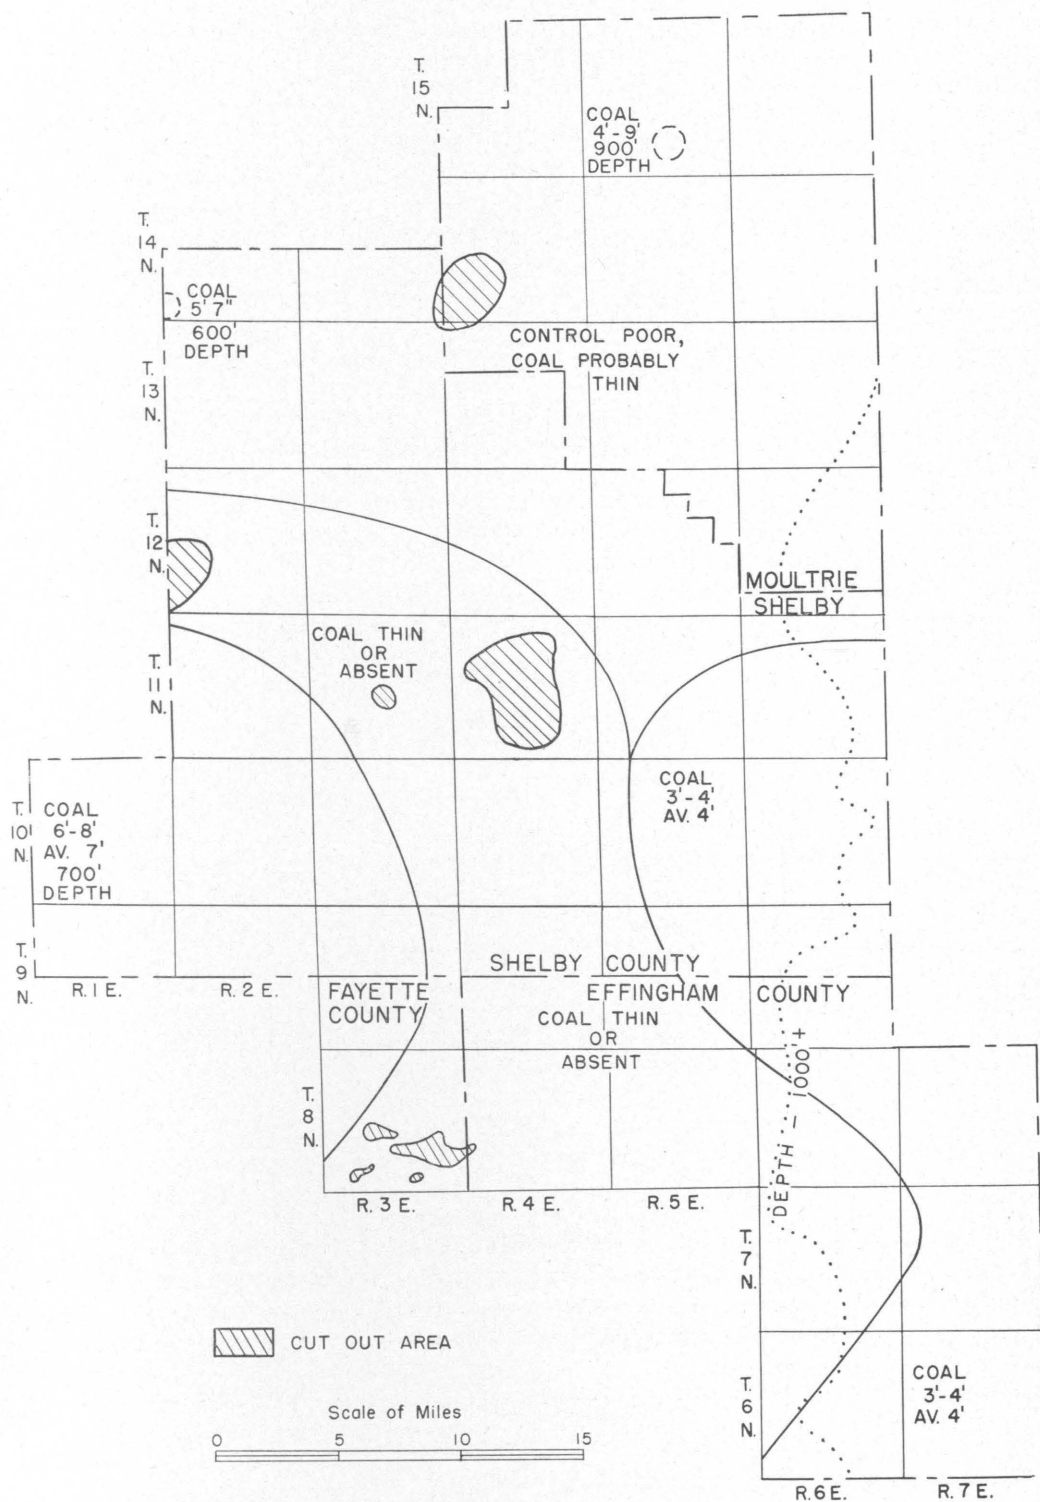 T.
15
N.
COAL
4'-9'
900'
DEPTH
T.
14
N.
COAL
5' 7"
600'
DEPTH
CONTROL POOR,
COAL PROBABLY
THIN
T.
13
N.
T.
12
N.
MOULTRIE
SHELBY
COAL THIN
OR
ABSENT
T.
11
N.
COAL
3'-4'
AV. 4'
T.
10
N.
COAL
6'-8'
AV. 7'
700'
DEPTH
T.
9
N.
R. 1 E.
R. 2 E.
SHELBY COUNTY
FAYETTE
COUNTY
EFFINGHAM COUNTY
COAL THIN
OR
ABSENT
DEPTH - 1000' +
T.
8
N.
R. 3 E.
R. 4 E.
R. 5 E.
T.
7
N.
CUT OUT AREA
T.
6
N.
COAL
3'-4'
AV. 4'
Scale of Miles
0 5 10 15
R. 6 E.
R. 7 E.